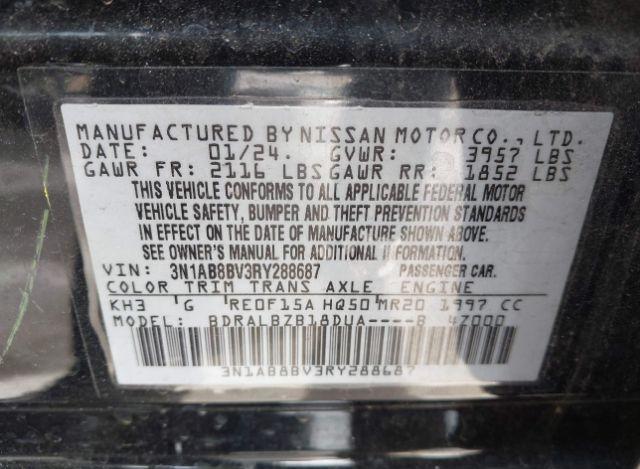 MANUFACTURED BY NISSAN MOTOR CO., LTD.
DATE: 01/24. GVWR: 3957 LBS
GAWR FR: 2116 LBS GAWR RR: 1852 LBS
THIS VEHICLE CONFORMS TO ALL APPLICABLE FEDERAL MOTOR
VEHICLE SAFETY, BUMPER AND THEFT PREVENTION STANDARDS
IN EFFECT ON THE DATE OF MANUFACTURE SHOWN ABOVE.
SEE OWNER'S MANUAL FOR ADDITIONAL INFORMATION.
VIN: 3N1AB8BV3RY288687 PASSENGER CAR.
COLOR TRIM TRANS AXLE ENGINE
KH3 'G RE0F15A HQ50 MR20 1997 CC
MODEL: BDRALBZB18DUA----B 4Z000
3N1AB8BV3RY288687